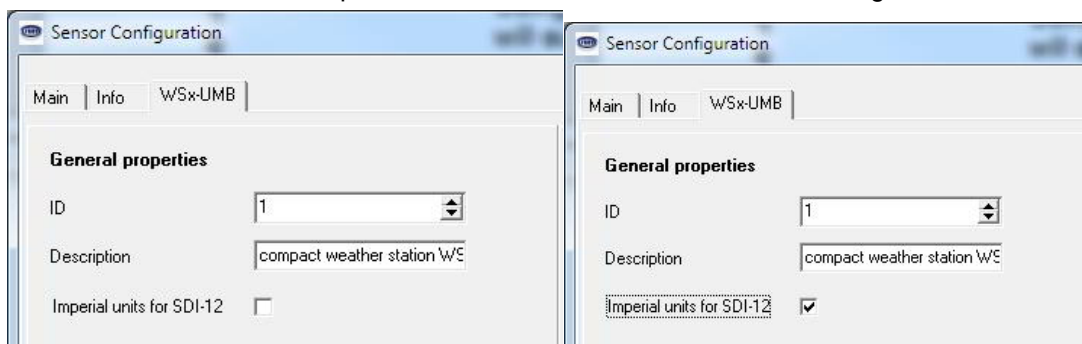 Sensor Configuration
Main Info WSx-UMB
General properties
ID 1
Description compact weather station WS
Imperial units for SDI-12
Sensor Configuration
Main Info WSx-UMB
General properties
ID 1
Description compact weather station WS
Imperial units for SDI-12